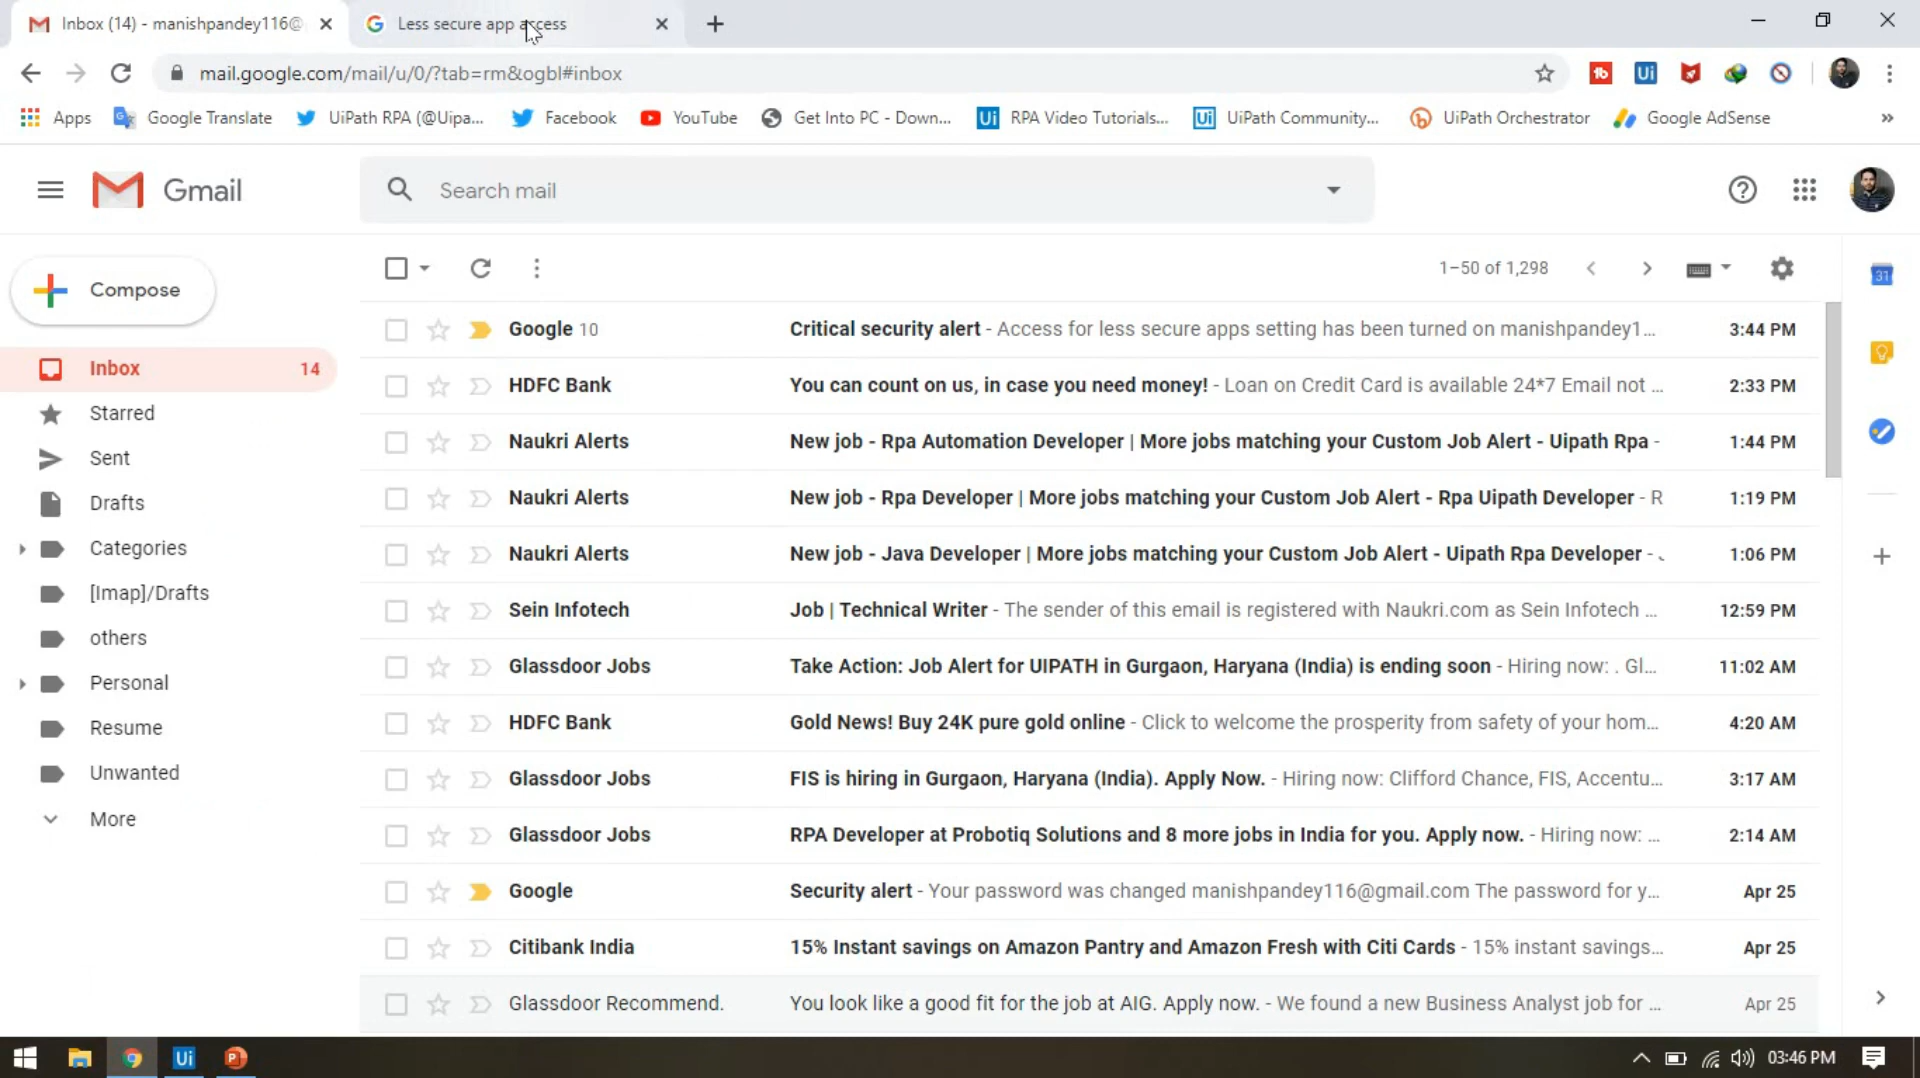 Inbox (14) - manishpandey116@
Less secure app access
mail.google.com/mail/u/0/?tab=rm&ogbl#inbox
Apps
Google Translate
UiPath RPA (@Uipa...
Facebook
YouTube
Get Into PC - Down...
Ui RPA Video Tutorials...
Ui UiPath Community...
UiPath Orchestrator
Google AdSense
»
Gmail
Search mail
Compose
1–50 of 1,298
31
Inbox 14
Starred
Sent
Drafts
Categories
[Imap]/Drafts
others
Personal
Resume
Unwanted
More
Google 10 Critical security alert - Access for less secure apps setting has been turned on manishpandey1... 3:44 PM
HDFC Bank You can count on us, in case you need money! - Loan on Credit Card is available 24*7 Email not ... 2:33 PM
Naukri Alerts New job - Rpa Automation Developer | More jobs matching your Custom Job Alert - Uipath Rpa - 1:44 PM
Naukri Alerts New job - Rpa Developer | More jobs matching your Custom Job Alert - Rpa Uipath Developer - R 1:19 PM
Naukri Alerts New job - Java Developer | More jobs matching your Custom Job Alert - Uipath Rpa Developer - 1:06 PM
Sein Infotech Job | Technical Writer - The sender of this email is registered with Naukri.com as Sein Infotech ... 12:59 PM
Glassdoor Jobs Take Action: Job Alert for UIPATH in Gurgaon, Haryana (India) is ending soon - Hiring now: . Gl... 11:02 AM
HDFC Bank Gold News! Buy 24K pure gold online - Click to welcome the prosperity from safety of your hom... 4:20 AM
Glassdoor Jobs FIS is hiring in Gurgaon, Haryana (India). Apply Now. - Hiring now: Clifford Chance, FIS, Accentu... 3:17 AM
Glassdoor Jobs RPA Developer at Probotiq Solutions and 8 more jobs in India for you. Apply now. - Hiring now: ... 2:14 AM
Google Security alert - Your password was changed manishpandey116@gmail.com The password for y... Apr 25
Citibank India 15% Instant savings on Amazon Pantry and Amazon Fresh with Citi Cards - 15% instant savings... Apr 25
Glassdoor Recommend. You look like a good fit for the job at AIG. Apply now. - We found a new Business Analyst job for ... Apr 25
Ui
03:46 PM